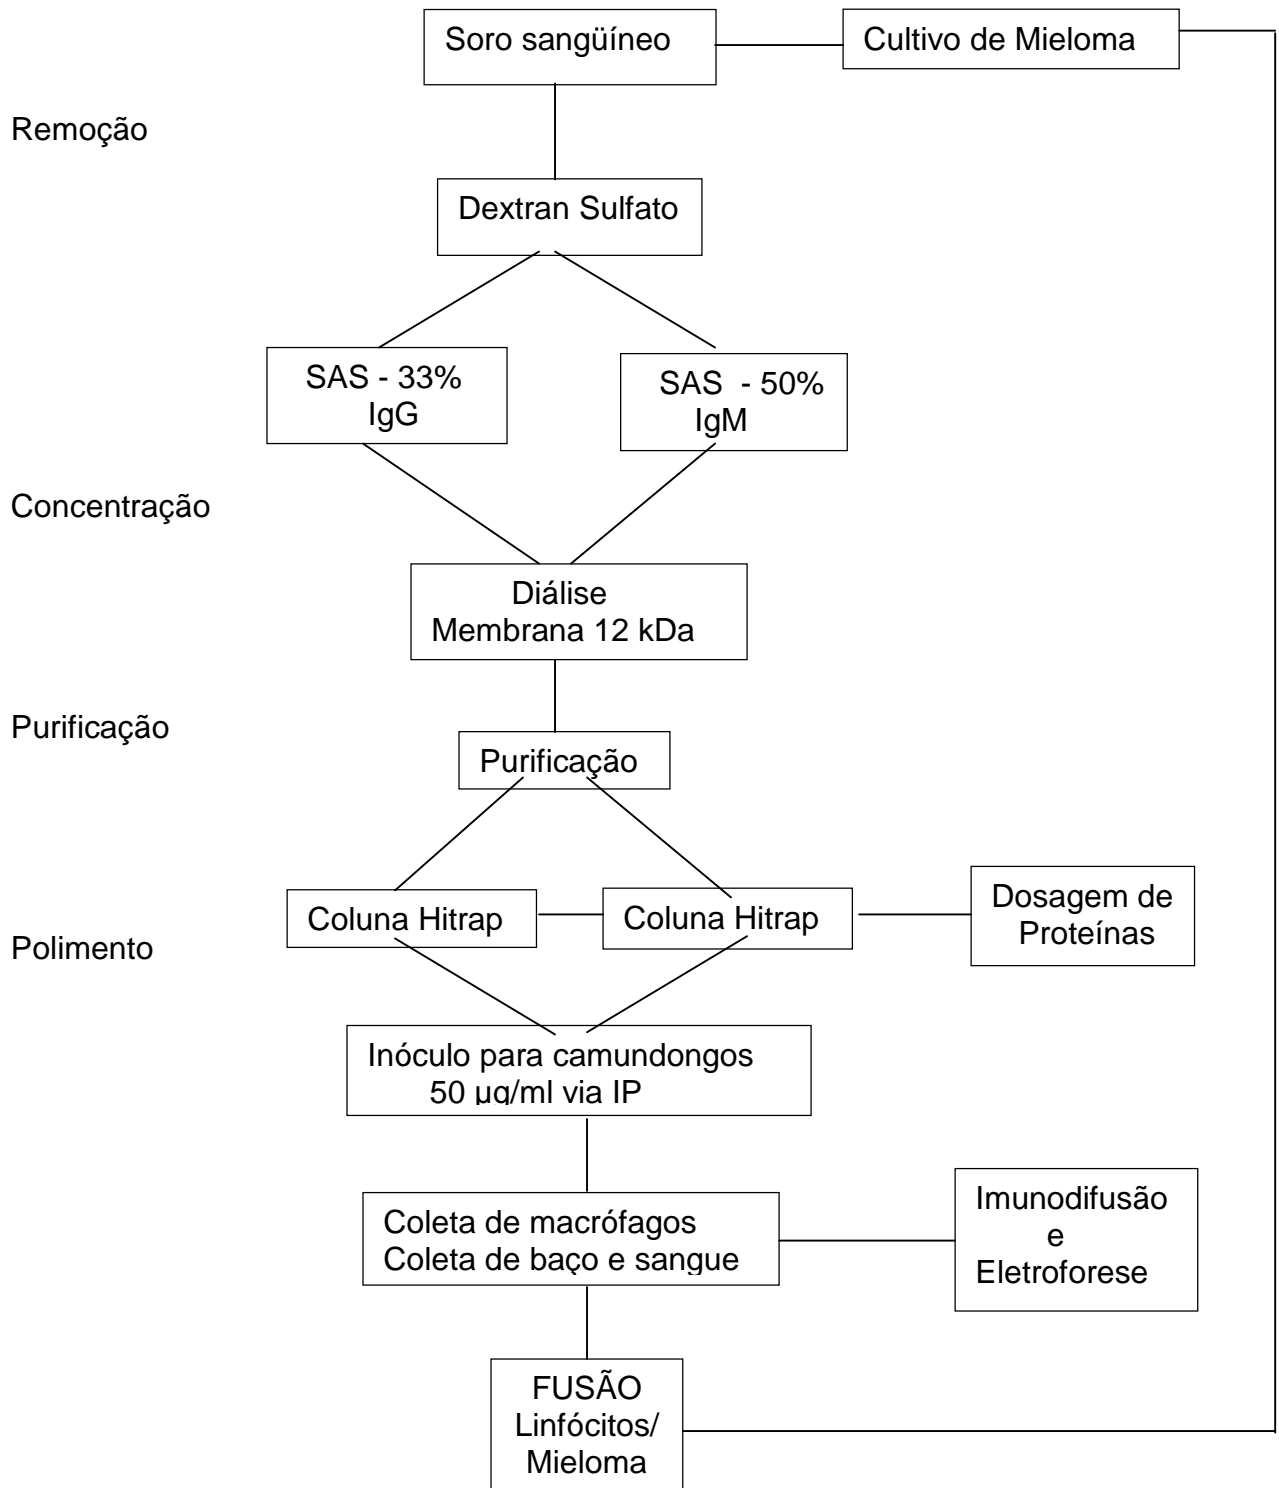 Soro sangüíneo
Cultivo de Mieloma
Remoção
Dextran Sulfato
SAS - 33%
IgG
SAS - 50%
IgM
Concentração
Diálise
Membrana 12 kDa
Purificação
Purificação
Coluna Hitrap
Coluna Hitrap
Dosagem de
Proteínas
Polimento
Inóculo para camundongos
50 µg/ml via IP
Coleta de macrófagos
Coleta de baço e sangue
Imunodifusão
e
Eletroforese
FUSÃO
Linfócitos/
Mieloma